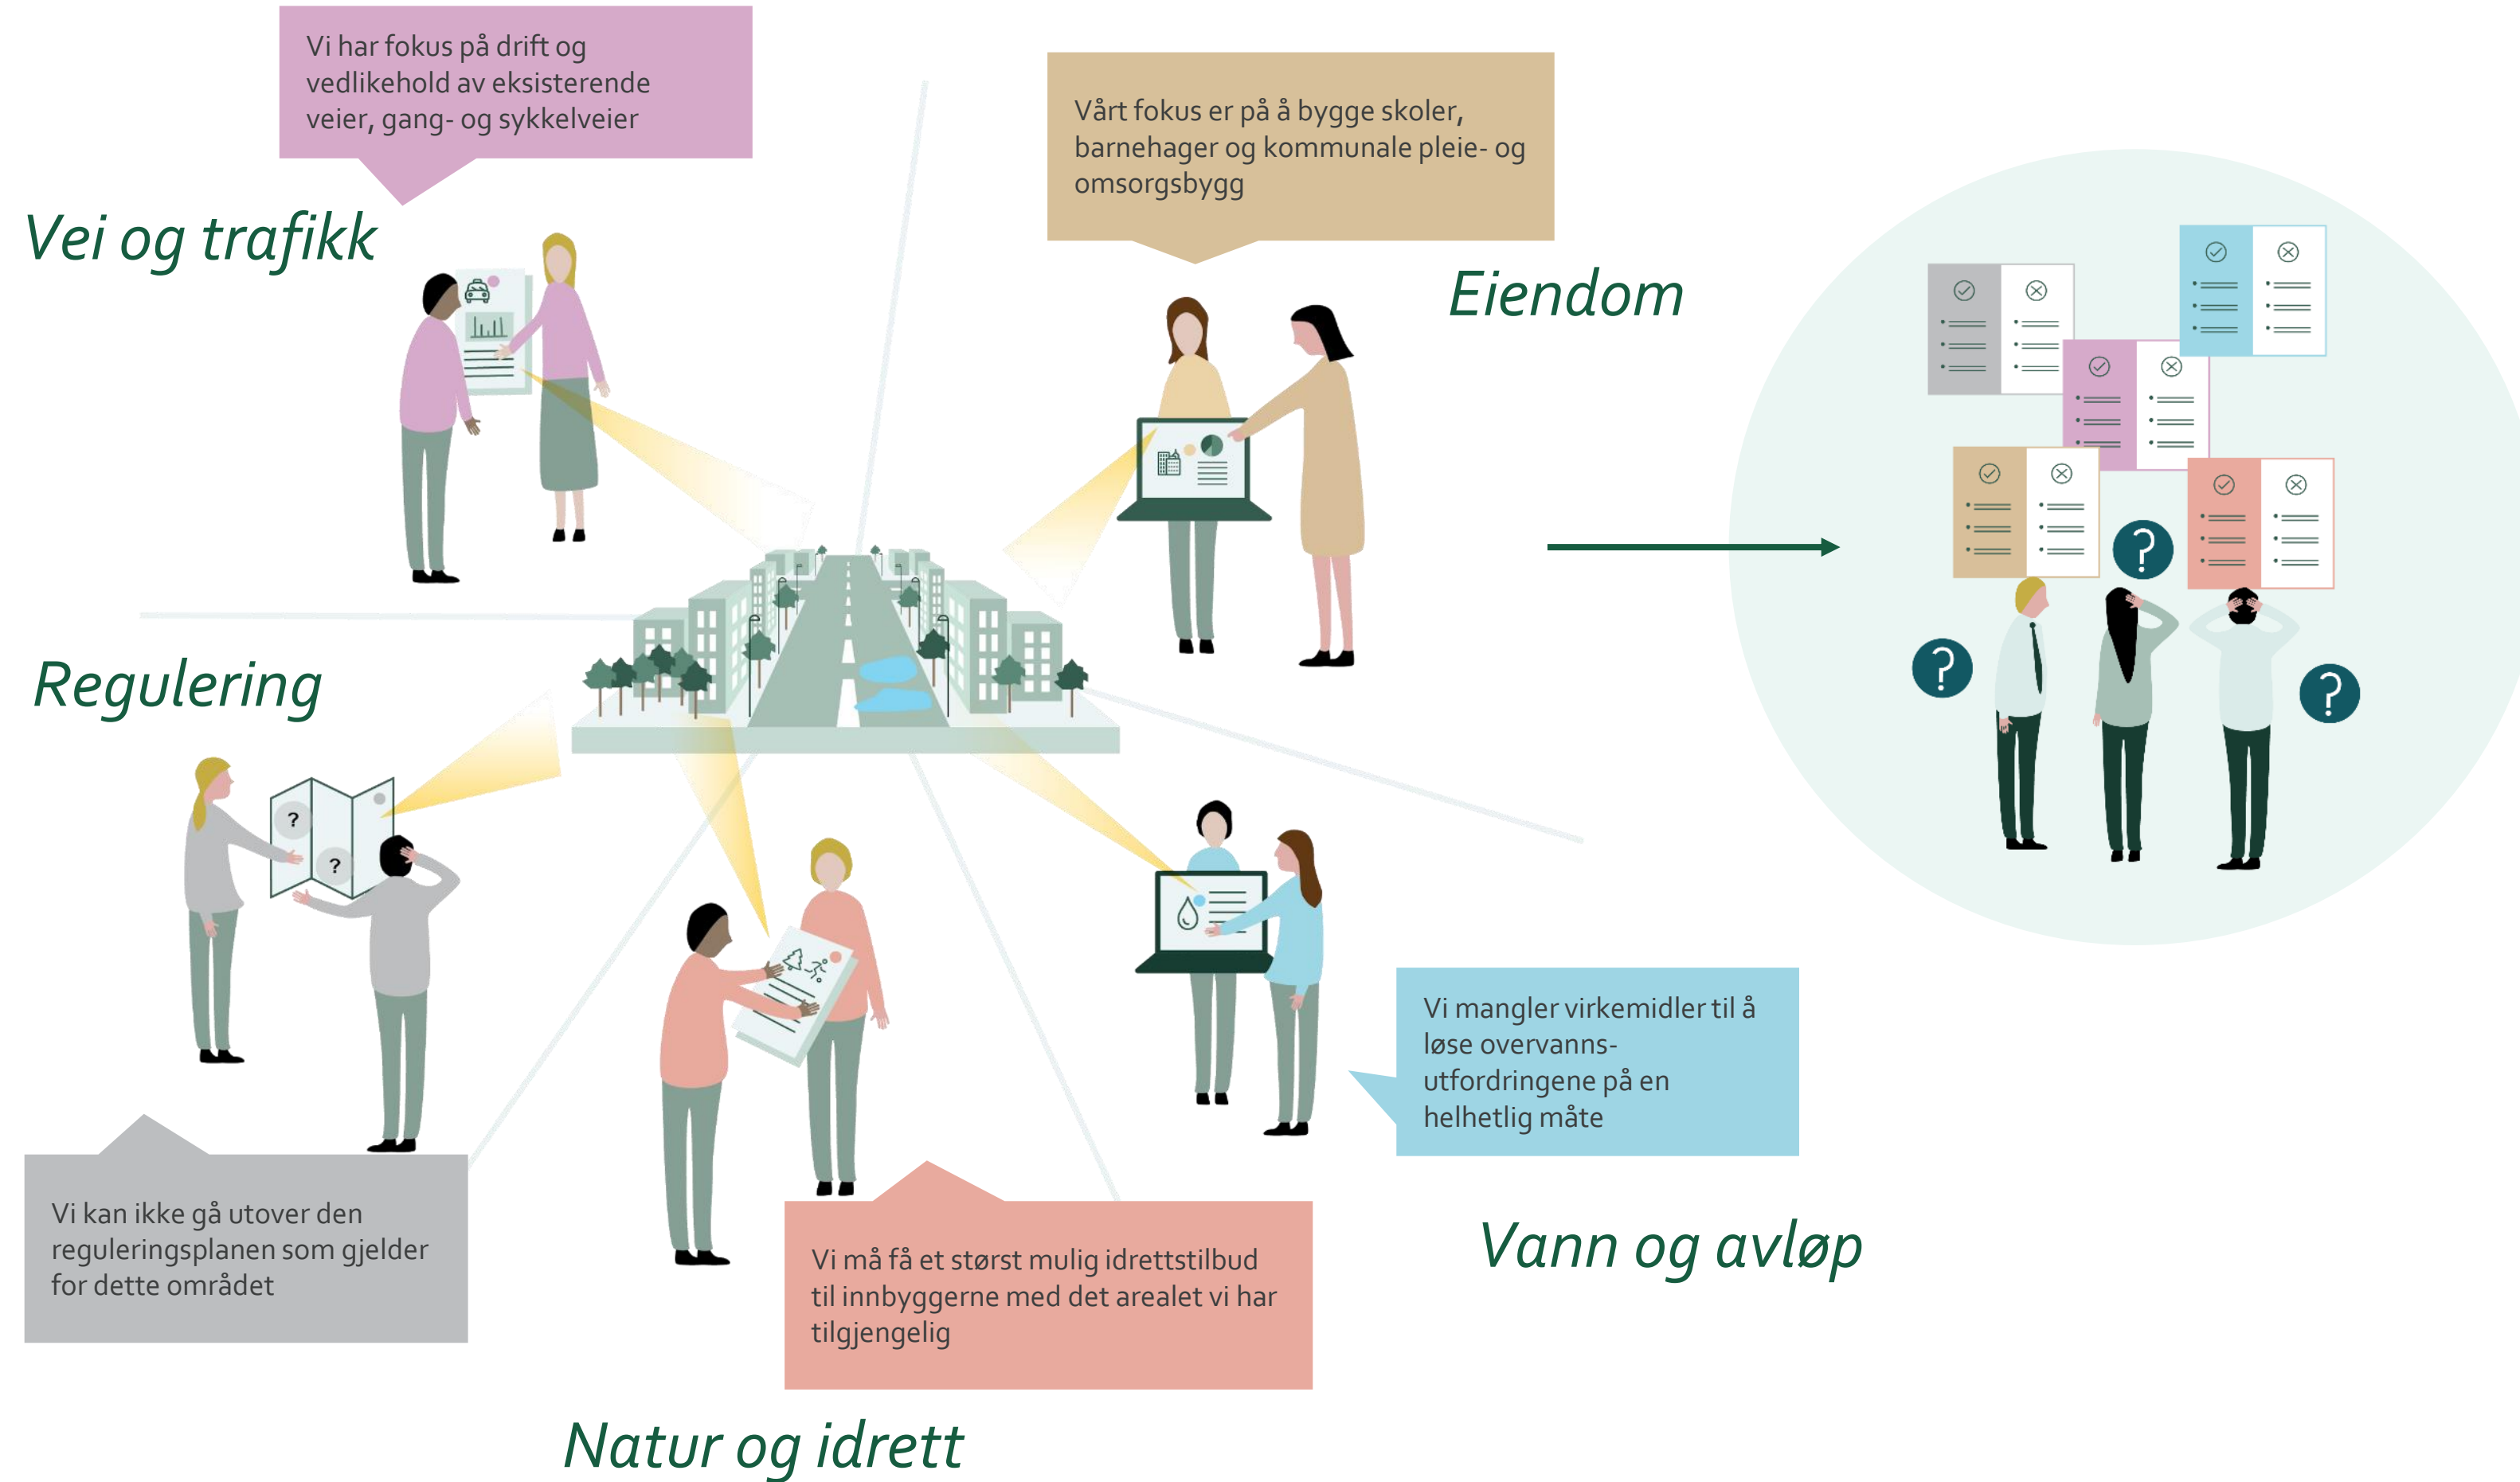 Vi har fokus på drift og
vedlikehold av eksisterende
veier, gang- og sykkelveier
Vei og trafikk
Vårt fokus er på å bygge skoler,
barnehager og kommunale pleie- og
omsorgsbygg
Eiendom
?
?
?
Regulering
?
?
Vi kan ikke gå utover den
reguleringsplanen som gjelder
for dette området
Vi må få et størst mulig idrettstilbud
til innbyggerne med det arealet vi har
tilgjengelig
Natur og idrett
Vi mangler virkemidler til å
løse overvanns-
utfordringene på en
helhetlig måte
Vann og avløp